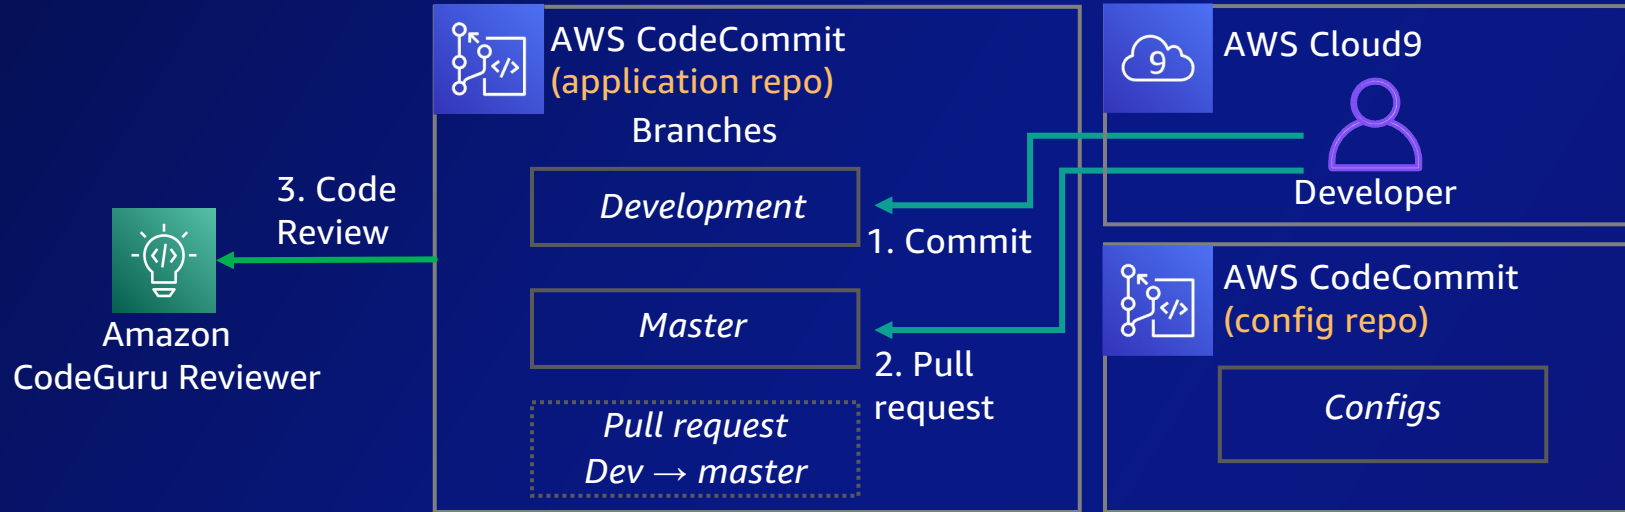 AWS CodeCommit
(application repo)
Branches
Development
Master
Pull request
Dev → master
3. Code
Review
Amazon
CodeGuru Reviewer
1. Commit
2. Pull
request
9
AWS Cloud9
Developer
AWS CodeCommit
(config repo)
Configs